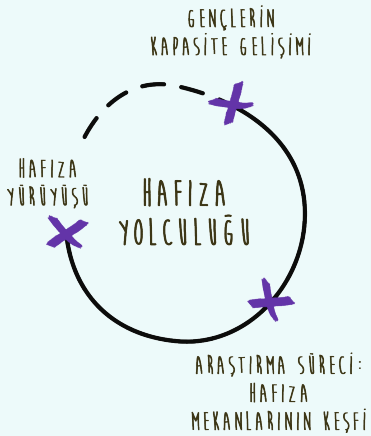 GENÇLERİN
KAPASİTE GELİŞİMİ
HAFIZA
YÜRÜYÜŞÜ
HAFIZA
YOLCULUĞU
ARAŞTIRMA SÜRECİ:
HAFIZA
MEKANLARININ KEŞFİ